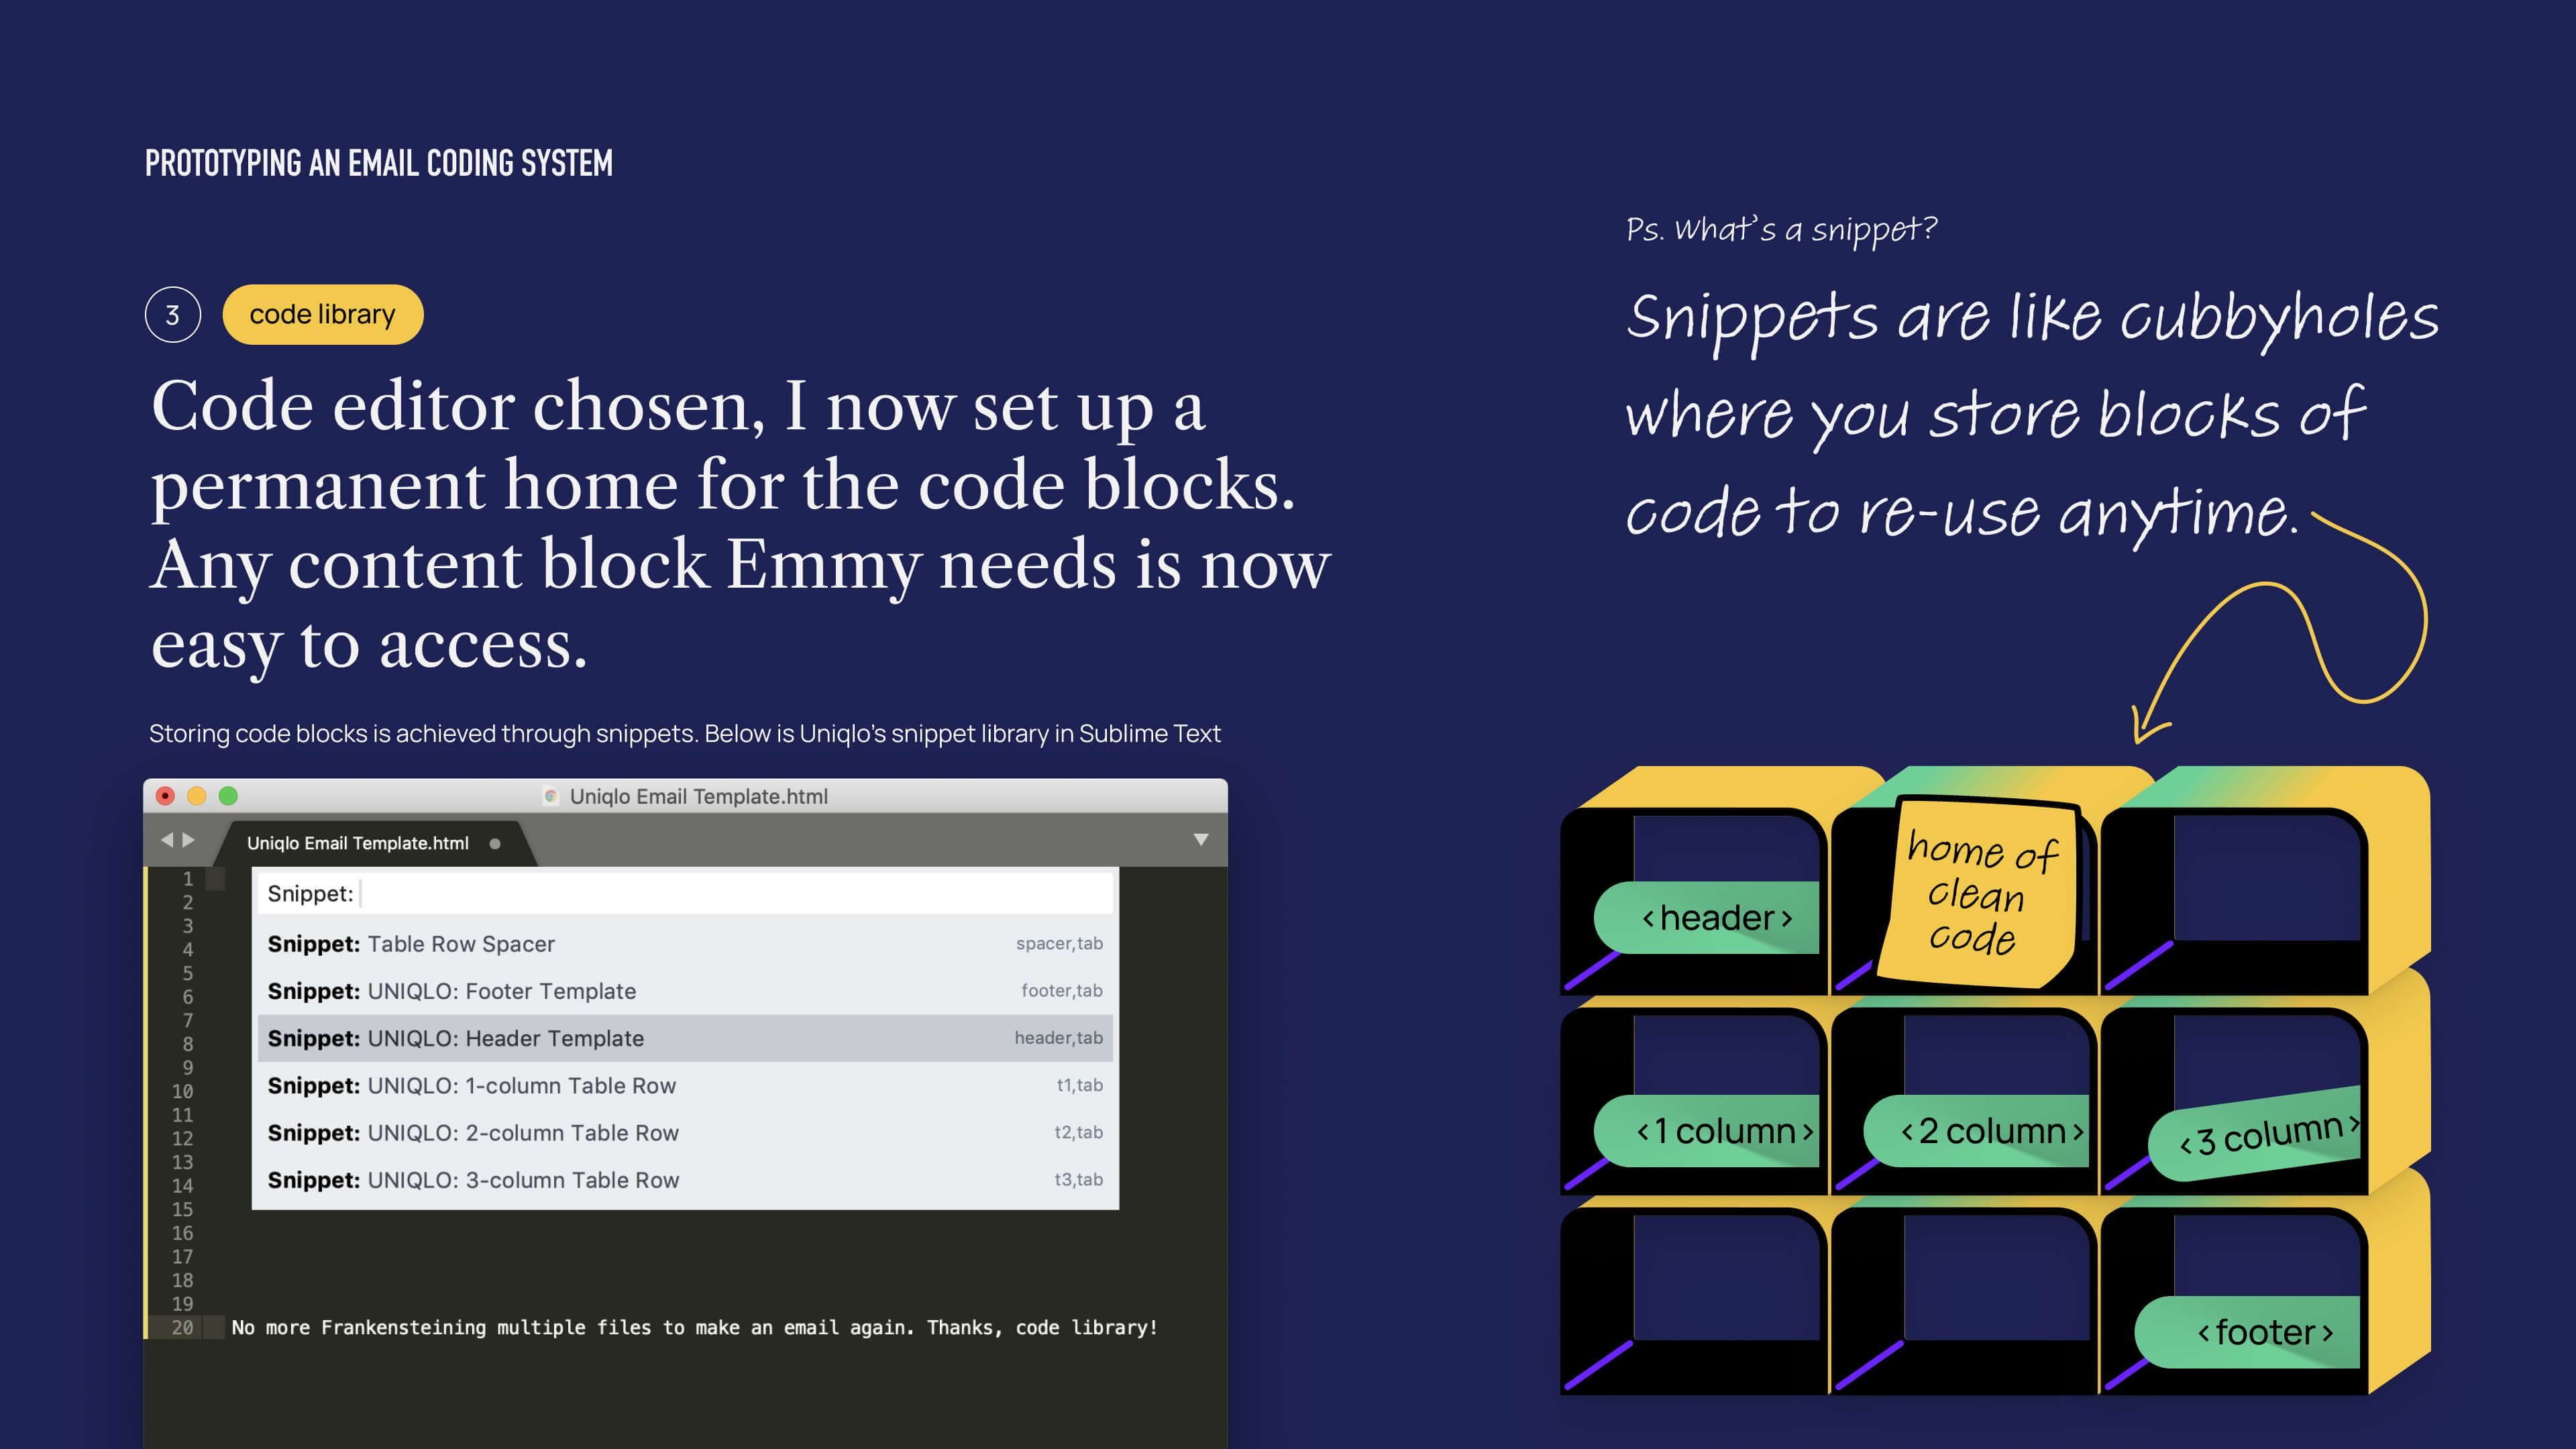 PROTOTYPING AN EMAIL CODING SYSTEM
3
code library
Code editor chosen, I now set up a
permanent home for the code blocks.
Any content block Emmy needs is now
easy to access.
Storing code blocks is achieved through snippets. Below is Uniqlo's snippet library in Sublime Text
Uniqlo Email Template.html
Uniqlo Email Template.html
1
2
3
4
5
6
7
8
9
10
11
12
13
14
15
16
17
18
19
20
Snippet:
Snippet: Table Row Spacer spacer,tab
Snippet: UNIQLO: Footer Template footer,tab
Snippet: UNIQLO: Header Template header,tab
Snippet: UNIQLO: 1-column Table Row t1,tab
Snippet: UNIQLO: 2-column Table Row t2,tab
Snippet: UNIQLO: 3-column Table Row t3,tab
No more Frankensteining multiple files to make an email again. Thanks, code library!
Ps. What's a snippet?
Snippets are like cubbyholes
where you store blocks of
code to re-use anytime.
<header>
home of
clean
code
<1 column>
<2 column>
<3 column>
<footer>